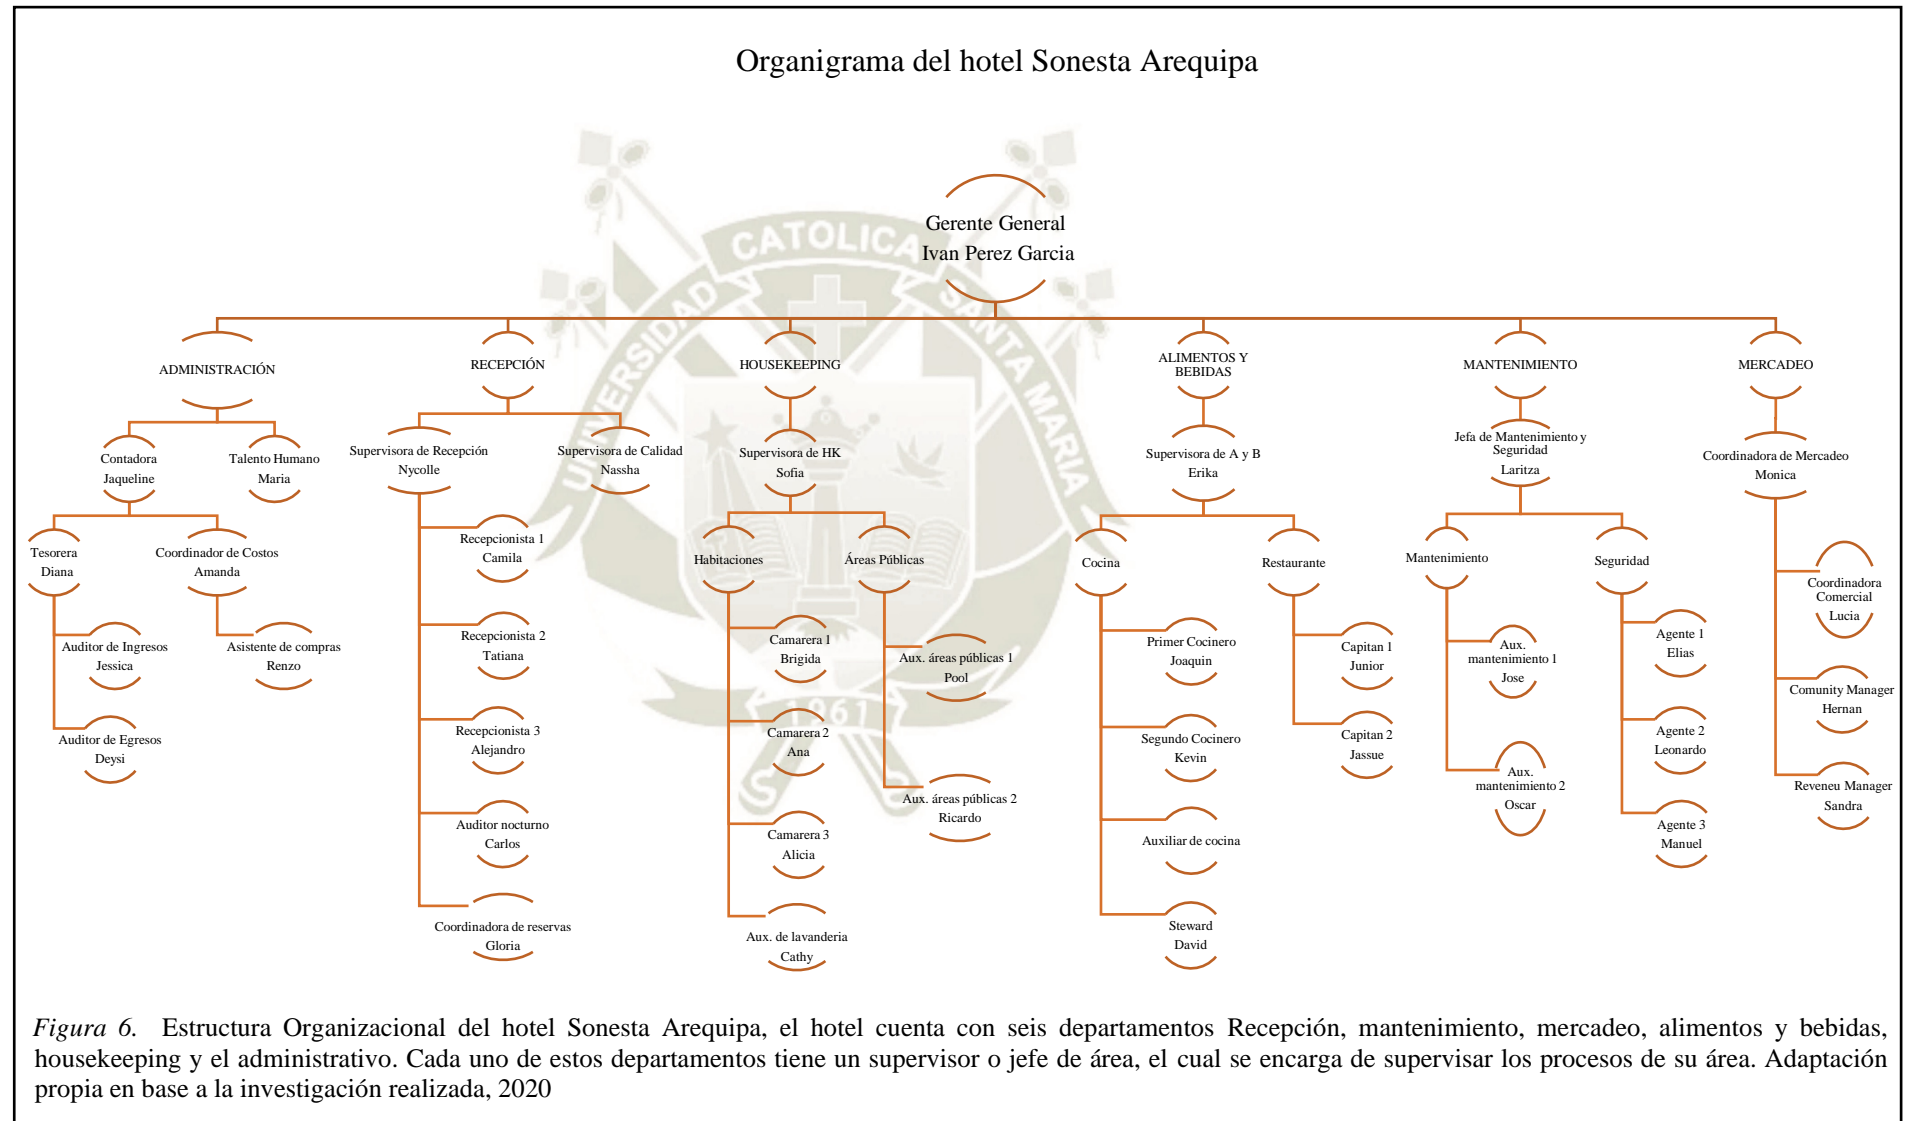 Organigrama del hotel Sonesta Arequipa
Gerente General
Ivan Perez Garcia
ADMINISTRACIÓN
Contadora
Jaqueline
Talento Humano
Maria
Tesorera
Diana
Coordinador de Costos
Amanda
Auditor de Ingresos
Jessica
Auditor de Egresos
Deysi
Asistente de compras
Renzo
RECEPCIÓN
Supervisora de Recepción
Nycolle
Supervisora de Calidad
Nassha
Recepcionista 1
Camila
Recepcionista 2
Tatiana
Recepcionista 3
Alejandro
Auditor nocturno
Carlos
Coordinadora de reservas
Gloria
HOUSEKEEPING
Supervisora de HK
Sofia
Habitaciones
Camarera 1
Brigida
Camarera 2
Ana
Camarera 3
Alicia
Aux. de lavanderia
Cathy
Áreas Públicas
Aux. áreas públicas 1
Pool
Aux. áreas públicas 2
Ricardo
ALIMENTOS Y
BEBIDAS
Supervisora de A y B
Erika
Cocina
Primer Cocinero
Joaquin
Segundo Cocinero
Kevin
Auxiliar de cocina
Steward
David
Restaurante
Capitan 1
Junior
Capitan 2
Jassue
MANTENIMIENTO
Jefa de Mantenimiento y
Seguridad
Laritza
Mantenimiento
Aux.
mantenimiento 1
Jose
Aux.
mantenimiento 2
Oscar
Seguridad
Agente 1
Elias
Agente 2
Leonardo
Agente 3
Manuel
MERCADEO
Coordinadora de Mercadeo
Monica
Coordinadora
Comercial
Lucia
Comunity Manager
Hernan
Reveneu Manager
Sandra
UNIVERSIDAD CATOLICA SANTA MARIA
1961
Figura 6. Estructura Organizacional del hotel Sonesta Arequipa, el hotel cuenta con seis departamentos Recepción, mantenimiento, mercadeo, alimentos y bebidas,
housekeeping y el administrativo. Cada uno de estos departamentos tiene un supervisor o jefe de área, el cual se encarga de supervisar los procesos de su área. Adaptación
propia en base a la investigación realizada, 2020